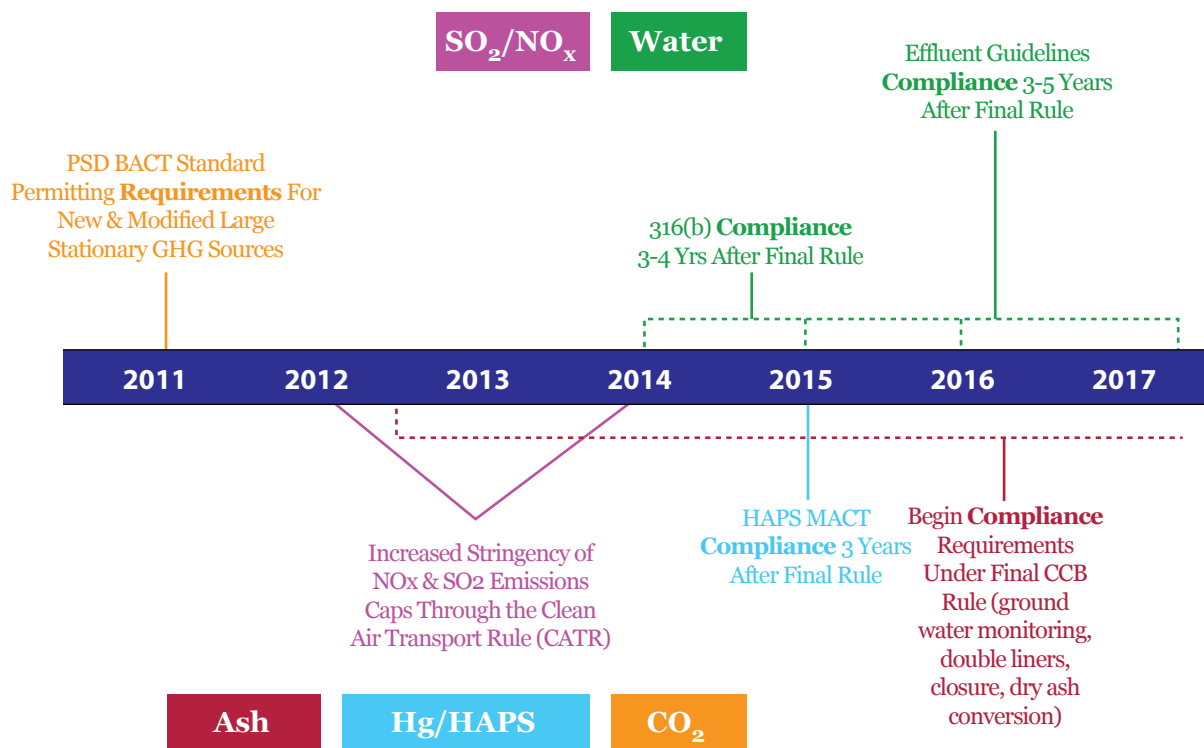 SO₂/NOₓ
Water
Effluent Guidelines
Compliance 3-5 Years
After Final Rule
PSD BACT Standard
Permitting Requirements For
New & Modified Large
Stationary GHG Sources
316(b) Compliance
3-4 Yrs After Final Rule
2011
2012
2013
2014
2015
2016
2017
Increased Stringency of
NOx & SO2 Emissions
Caps Through the Clean
Air Transport Rule (CATR)
HAPS MACT
Compliance 3 Years
After Final Rule
Begin Compliance
Requirements
Under Final CCB
Rule (ground
water monitoring,
double liners,
closure, dry ash
conversion)
Ash
Hg/HAPS
CO₂